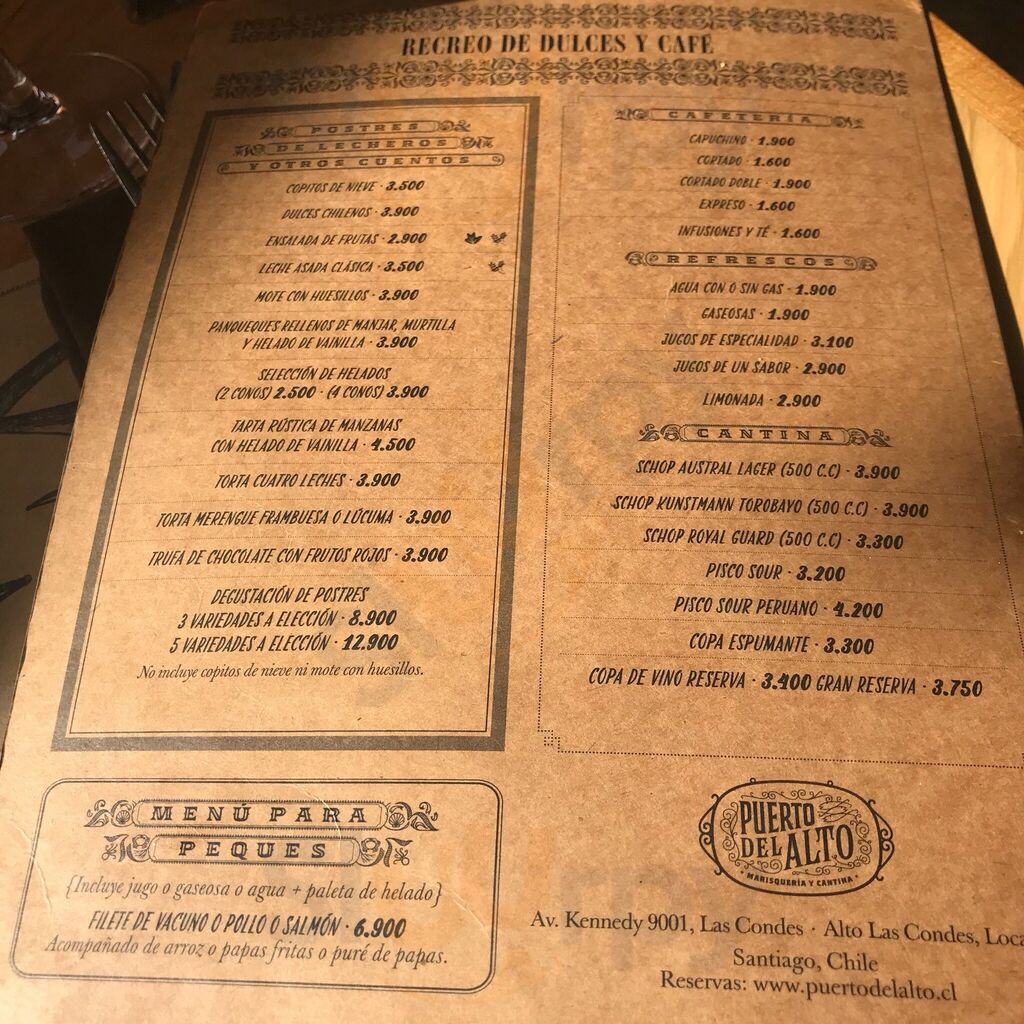 RECREO DE DULCES Y CAFÉ
POSTRES
DE LECHEROS
Y OTROS CUENTOS
COPITOS DE NIEVE · 3.500
DULCES CHILENOS · 3.900
ENSALADA DE FRUTAS · 2.900
LECHE ASADA CLÁSICA · 3.500
MOTE CON HUESILLOS · 3.900
PANQUEQUES RELLENOS DE MANJAR, MURTILLA
Y HELADO DE VAINILLA · 3.900
SELECCIÓN DE HELADOS
(2 CONOS) 2.500 · (4 CONOS) 3.900
TARTA RÚSTICA DE MANZANAS
CON HELADO DE VAINILLA · 4.500
TORTA CUATRO LECHES · 3.900
TORTA MERENGUE FRAMBUESA O LÚCUMA · 3.900
TRUFA DE CHOCOLATE CON FRUTOS ROJOS · 3.900
DEGUSTACIÓN DE POSTRES
3 VARIEDADES A ELECCIÓN · 8.900
5 VARIEDADES A ELECCIÓN · 12.900
No incluye copitos de nieve ni mote con huesillos.
MENÚ PARA
PEQUES
{Incluye jugo o gaseosa o agua + paleta de helado}
FILETE DE VACUNO O POLLO O SALMÓN · 6.900
Acompañado de arroz o papas fritas o puré de papas.
CAFETERÍA
CAPUCHINO · 1.900
CORTADO · 1.600
CORTADO DOBLE · 1.900
EXPRESO · 1.600
INFUSIONES Y TÉ · 1.600
REFRESCOS
AGUA CON O SIN GAS · 1.900
GASEOSAS · 1.900
JUGOS DE ESPECIALIDAD · 3.100
JUGOS DE UN SABOR · 2.900
LIMONADA · 2.900
CANTINA
SCHOP AUSTRAL LAGER (500 C.C) · 3.900
SCHOP KUNSTMANN TOROBAYO (500 C.C) · 3.900
SCHOP ROYAL GUARD (500 C.C) · 3.300
PISCO SOUR · 3.200
PISCO SOUR PERUANO · 4.200
COPA ESPUMANTE · 3.300
COPA DE VINO RESERVA · 3.400 GRAN RESERVA · 3.750
PUERTO
DEL ALTO
MARISQUERÍA Y CANTINA
Av. Kennedy 9001, Las Condes · Alto Las Condes, Loca
Santiago, Chile
Reservas: www.puertodelalto.cl